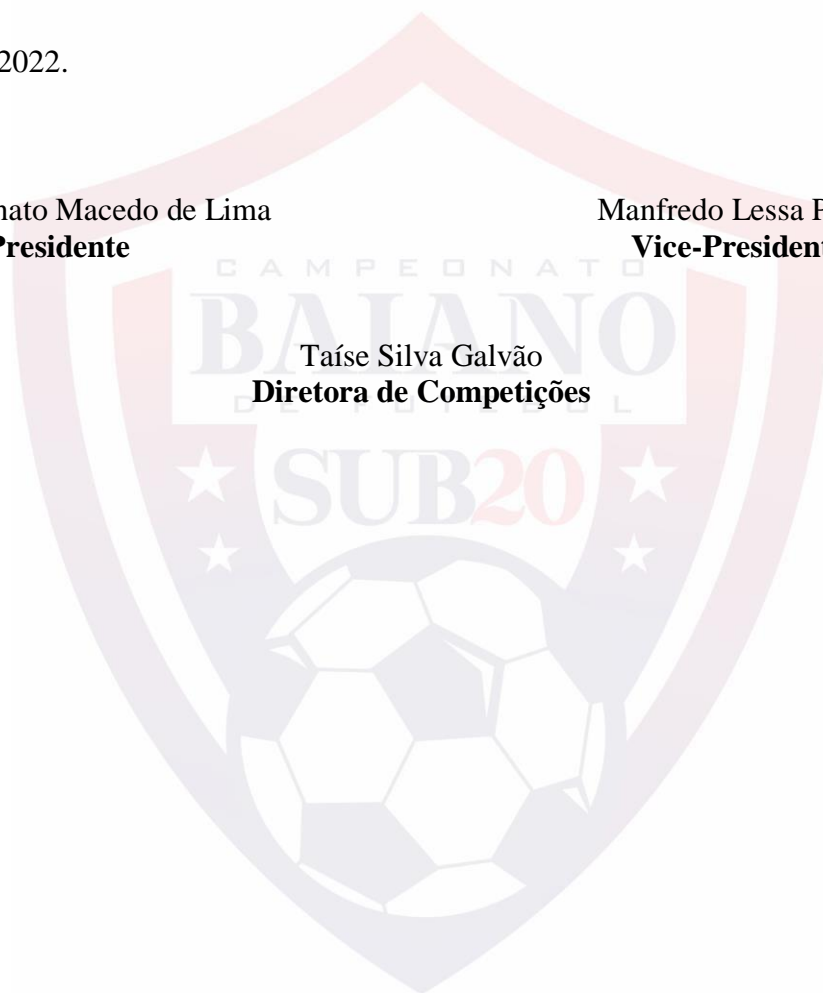 2022.
nato Macedo de Lima
Manfredo Lessa P
Presidente
Vice-President
CAMPEONATO
BAIANO
Taíse Silva Galvão
Diretora de Competições
DE FUTEBOL
SUB20